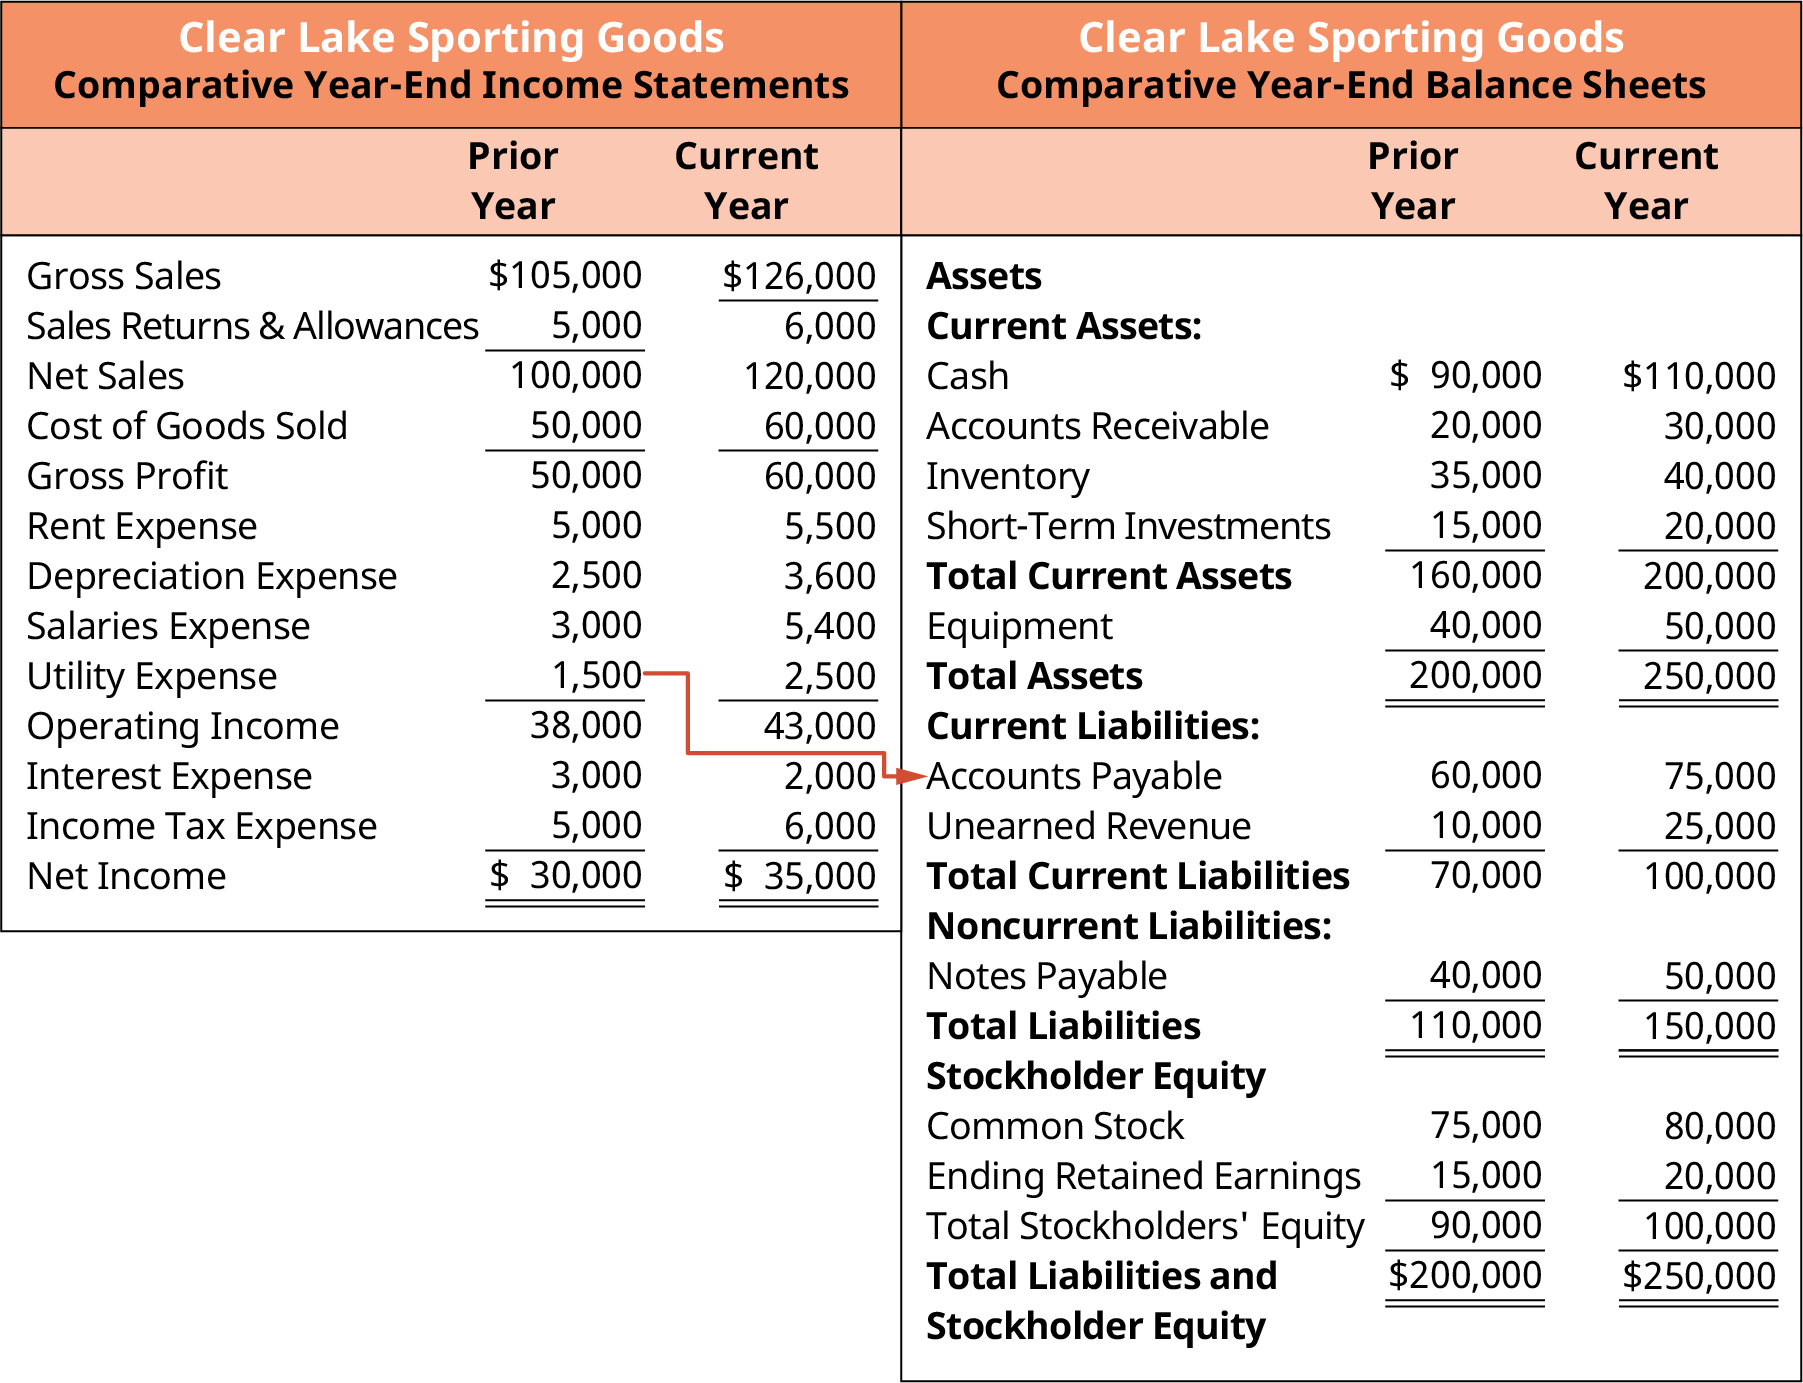 Clear Lake Sporting Goods
Comparative Year-End Income Statements
Prior Year Current Year
Gross Sales $105,000 $126,000
Sales Returns & Allowances 5,000 6,000
Net Sales 100,000 120,000
Cost of Goods Sold 50,000 60,000
Gross Profit 50,000 60,000
Rent Expense 5,000 5,500
Depreciation Expense 2,500 3,600
Salaries Expense 3,000 5,400
Utility Expense 1,500 2,500
Operating Income 38,000 43,000
Interest Expense 3,000 2,000
Income Tax Expense 5,000 6,000
Net Income $ 30,000 $ 35,000
Clear Lake Sporting Goods
Comparative Year-End Balance Sheets
Prior Year Current Year
Assets
Current Assets:
Cash $ 90,000 $110,000
Accounts Receivable 20,000 30,000
Inventory 35,000 40,000
Short-Term Investments 15,000 20,000
Total Current Assets 160,000 200,000
Equipment 40,000 50,000
Total Assets 200,000 250,000
Current Liabilities:
Accounts Payable 60,000 75,000
Unearned Revenue 10,000 25,000
Total Current Liabilities 70,000 100,000
Noncurrent Liabilities:
Notes Payable 40,000 50,000
Total Liabilities 110,000 150,000
Stockholder Equity
Common Stock 75,000 80,000
Ending Retained Earnings 15,000 20,000
Total Stockholders' Equity 90,000 100,000
Total Liabilities and $200,000 $250,000
Stockholder Equity